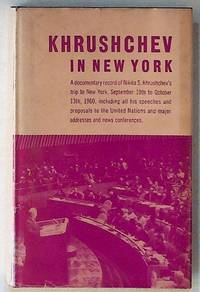 KHRUSHCHEV
IN NEW YORK
A documentary record of Nikita S. Khrushchev's
trip to New York, September 19th to October
13th, 1960, including all his speeches and
proposals to the United Nations and major
addresses and news conferences.